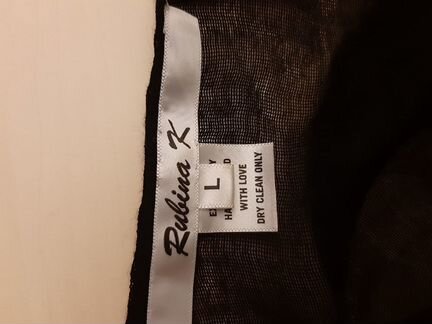 Rubina K
L
WITH LOVE
DRY CLEAN ONLY